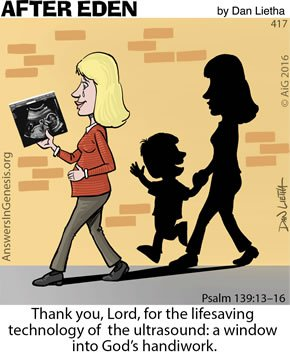 AFTER EDEN
by Dan Lietha
417
© AiG 2016
AnswersInGenesis.org
DON LIETHA
Psalm 139:13–16
Thank you, Lord, for the lifesaving
technology of the ultrasound: a window
into God's handiwork.